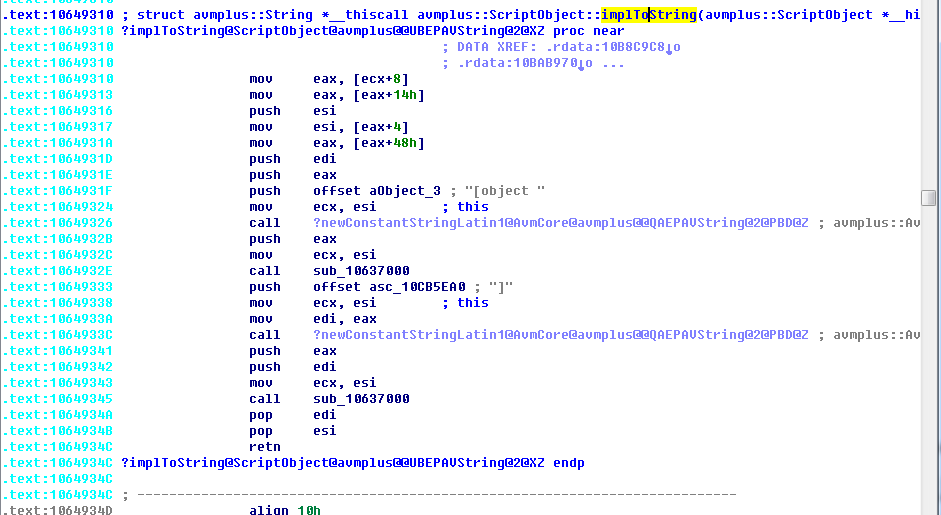 .text:10649310 ; struct avmplus::String *__thiscall avmplus::ScriptObject::implToString(avmplus::ScriptObject *__hi
.text:10649310 ?implToString@ScriptObject@avmplus@@UBEPAVString@2@XZ proc near
.text:10649310 ; DATA XREF: .rdata:10B8C9C8↓o
.text:10649310 ; .rdata:10BAB970↓o ...
.text:10649310 mov eax, [ecx+8]
.text:10649313 mov eax, [eax+14h]
.text:10649316 push esi
.text:10649317 mov esi, [eax+4]
.text:1064931A mov eax, [eax+48h]
.text:1064931D push edi
.text:1064931E push eax
.text:1064931F push offset aObject_3 ; "[object "
.text:10649324 mov ecx, esi ; this
.text:10649326 call ?newConstantStringLatin1@AvmCore@avmplus@@QAEPAVString@2@PBD@Z ; avmplus::Av
.text:1064932B push eax
.text:1064932C mov ecx, esi
.text:1064932E call sub_10637000
.text:10649333 push offset asc_10CB5EA0 ; "]"
.text:10649338 mov ecx, esi ; this
.text:1064933A mov edi, eax
.text:1064933C call ?newConstantStringLatin1@AvmCore@avmplus@@QAEPAVString@2@PBD@Z ; avmplus::Av
.text:10649341 push eax
.text:10649342 push edi
.text:10649343 mov ecx, esi
.text:10649345 call sub_10637000
.text:1064934A pop edi
.text:1064934B pop esi
.text:1064934C retn
.text:1064934C ?implToString@ScriptObject@avmplus@@UBEPAVString@2@XZ endp
.text:1064934C
.text:1064934C ; ---------------------------------------------------------------------------
.text:1064934D align 10h